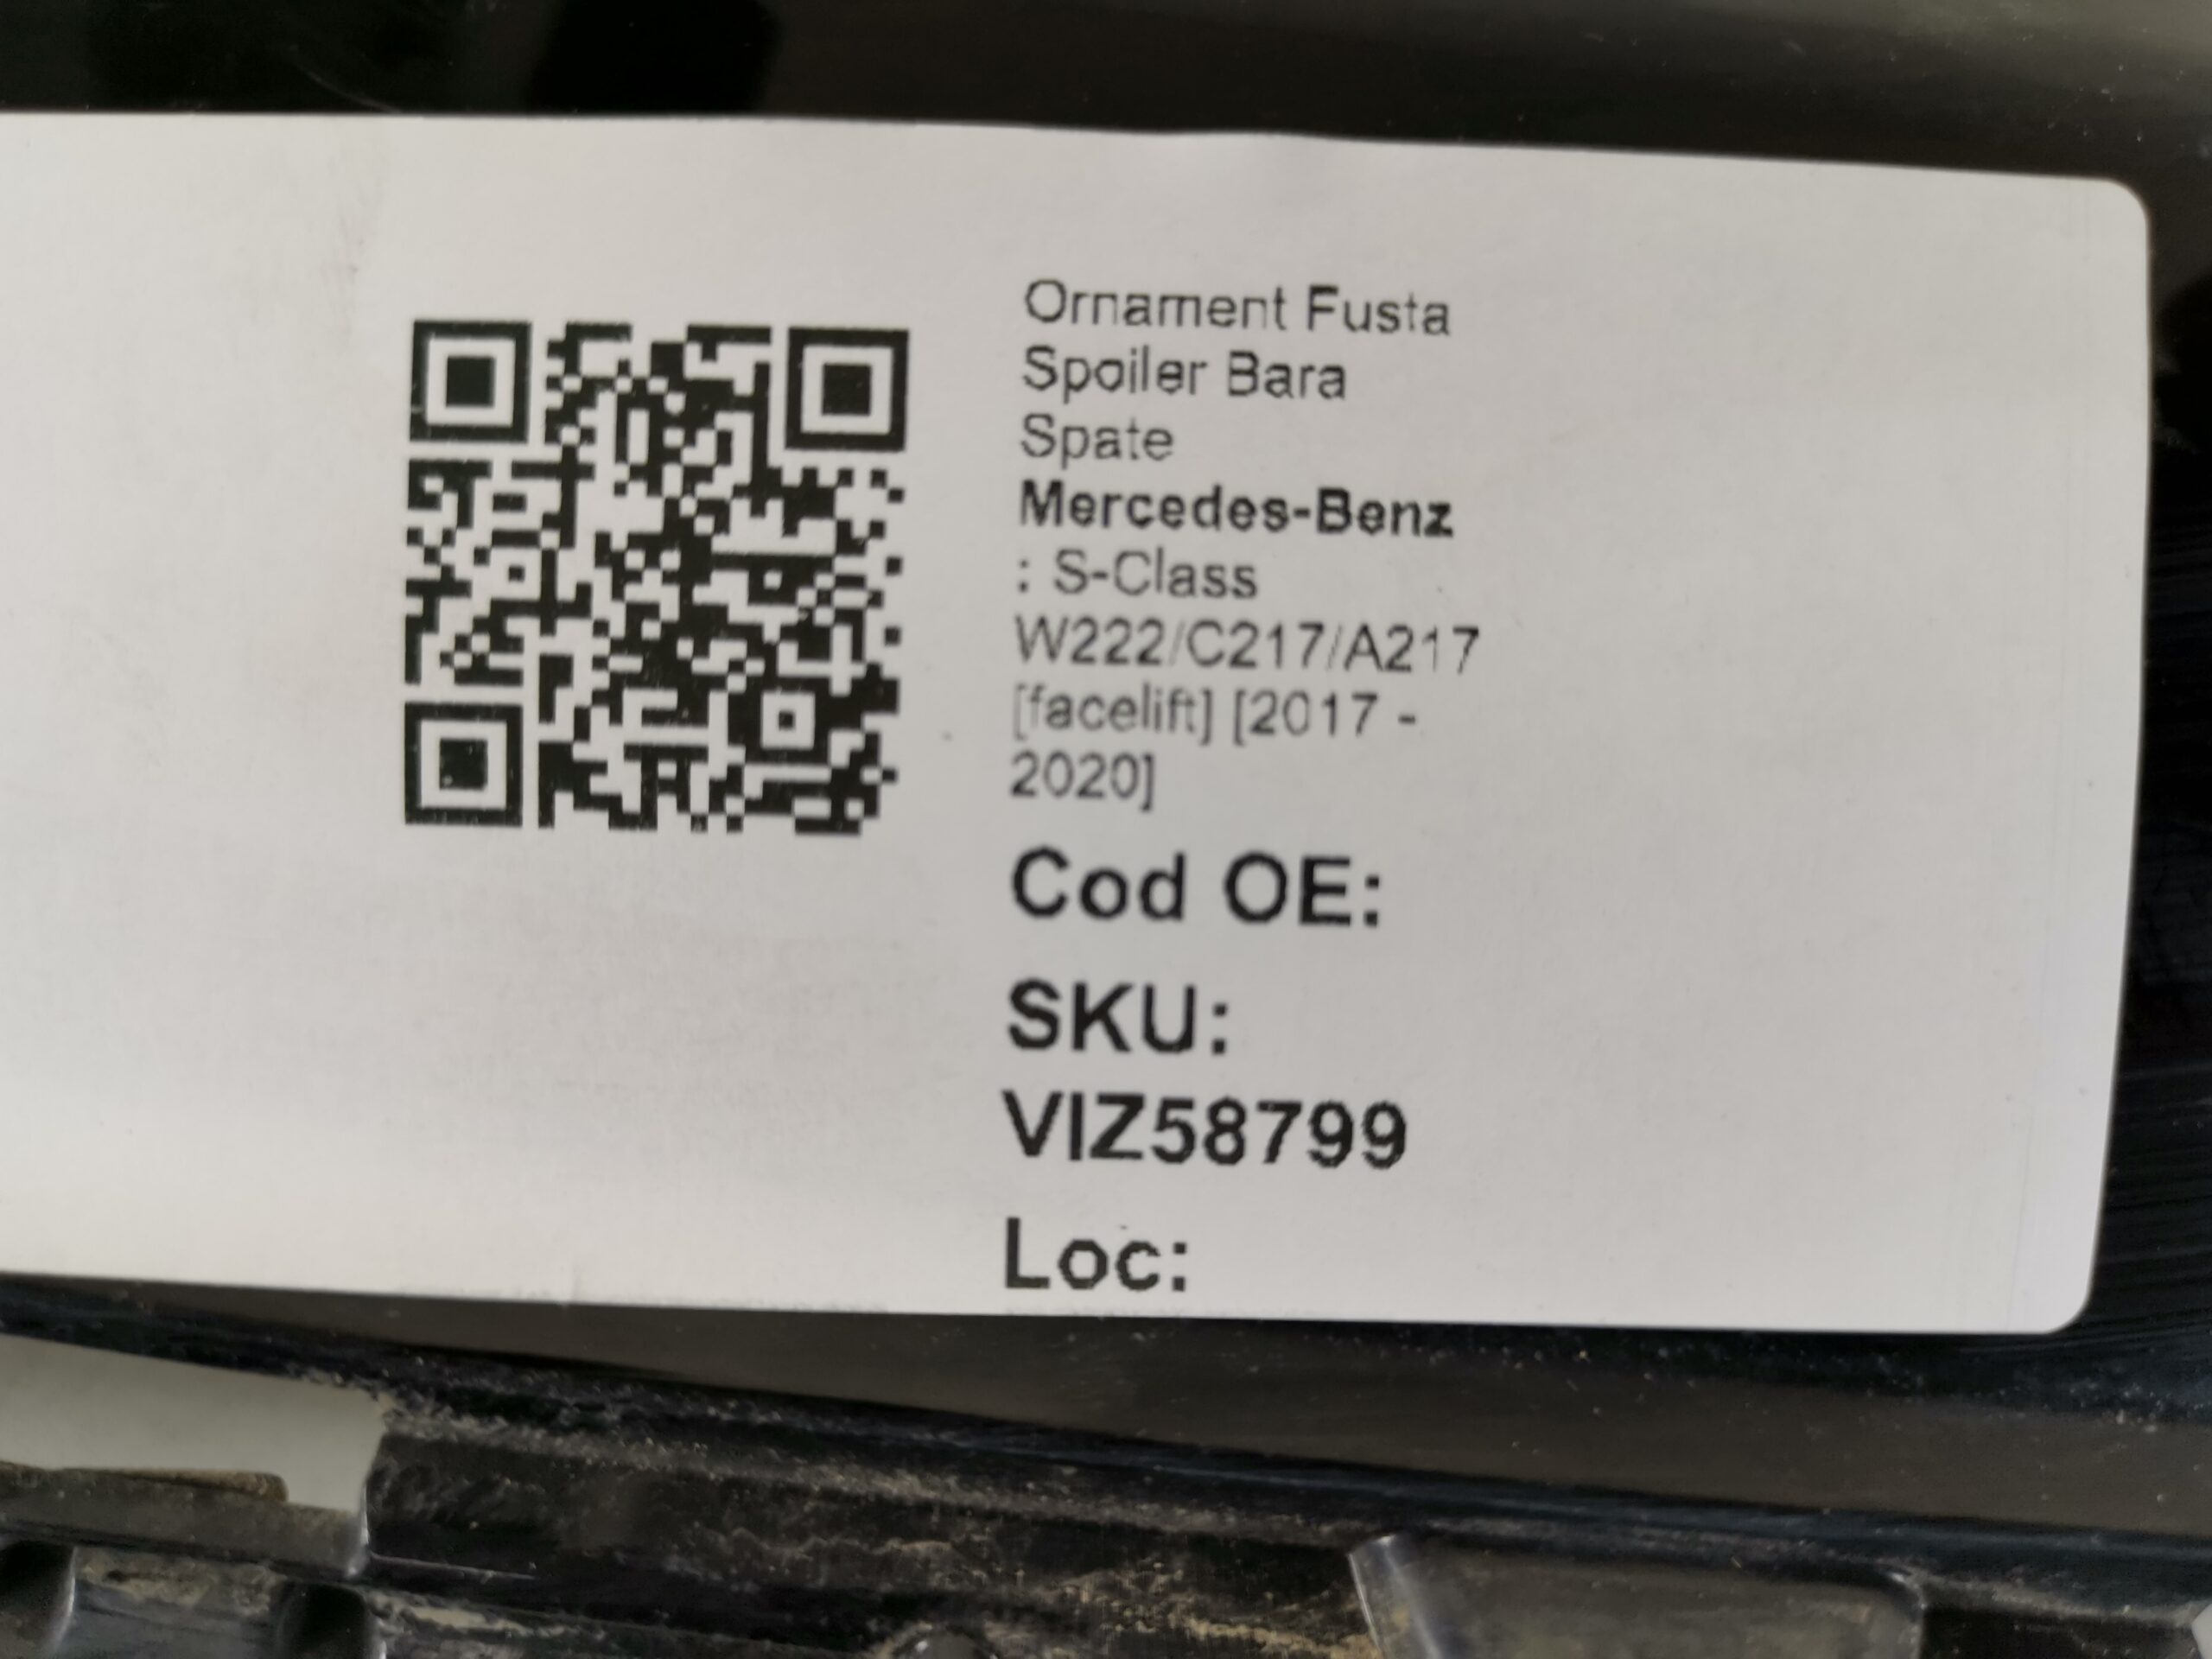 Ornament Fusta
Spoiler Bara
Spate
Mercedes-Benz
: S-Class
W222/C217/A217
[facelift] [2017 -
2020]
Cod OE:
SKU:
VIZ58799
Loc: